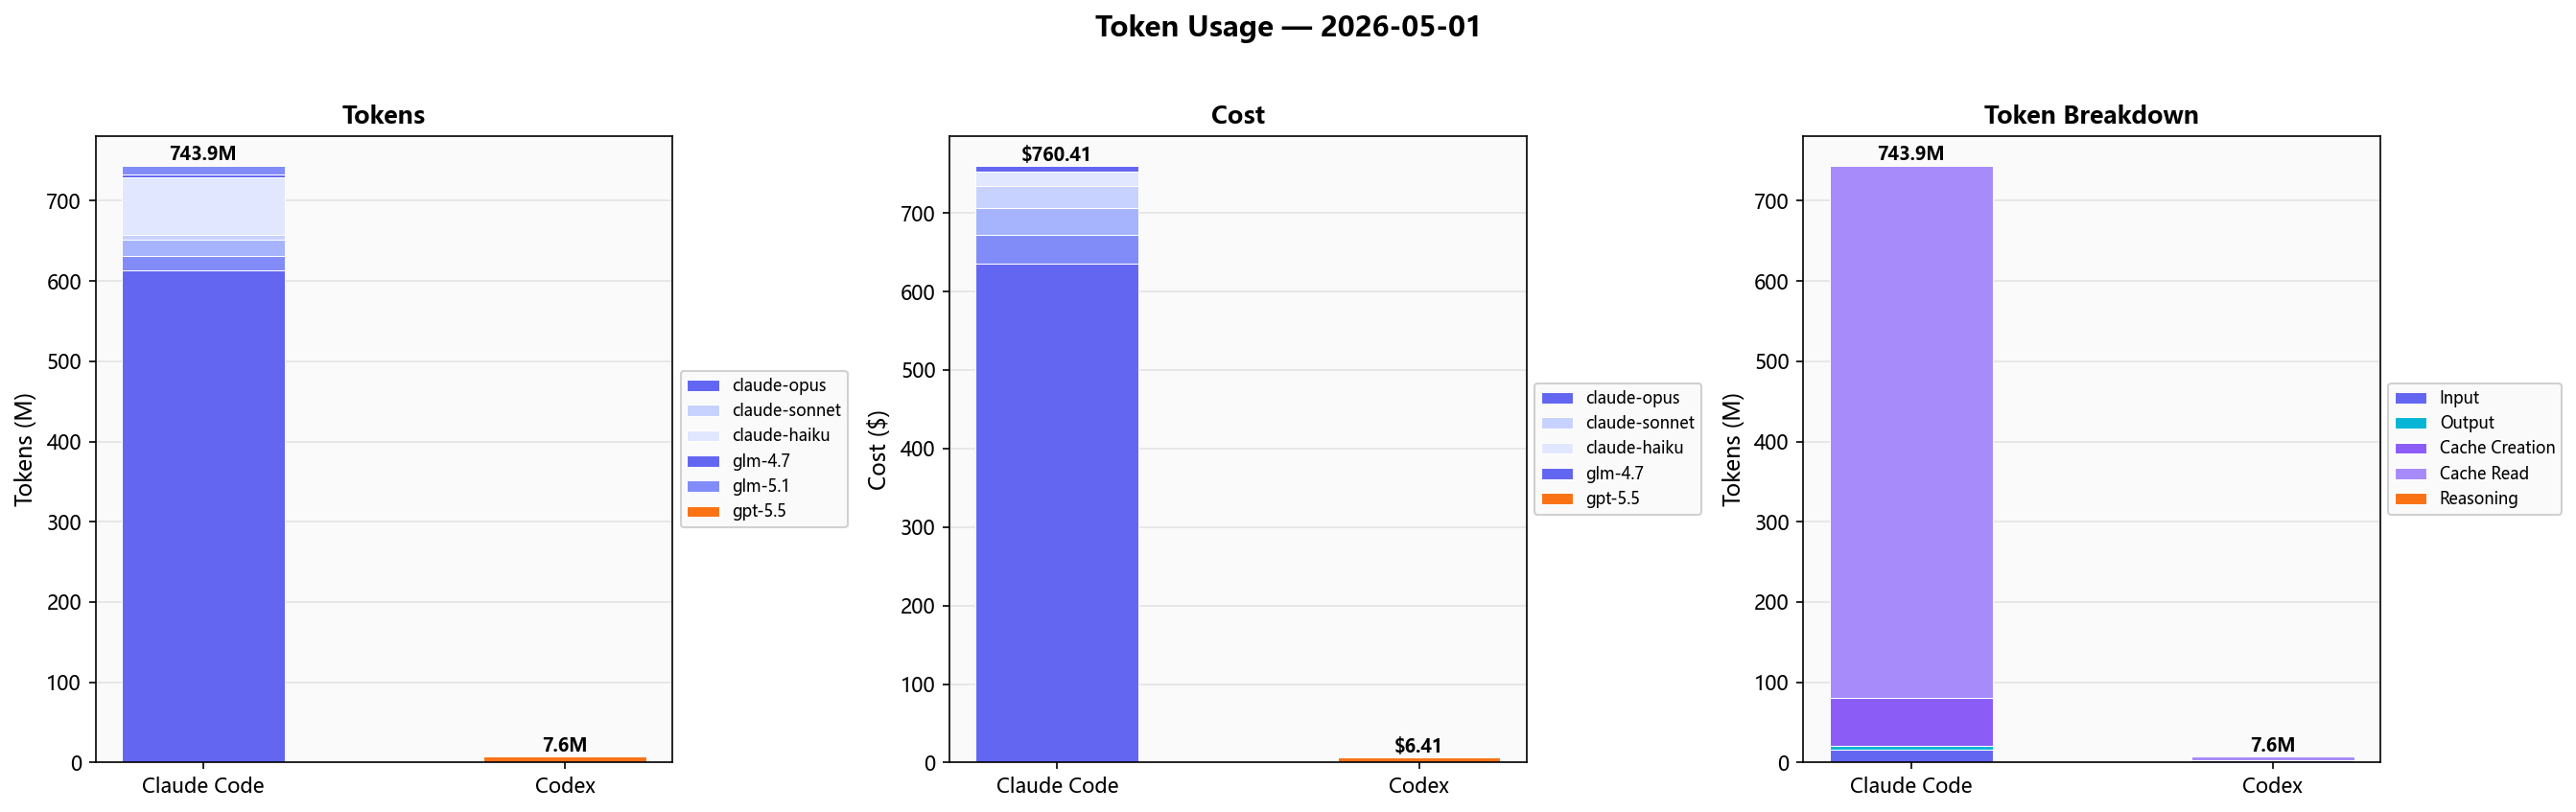 Token Usage — 2026-05-01
Tokens
Tokens (M)
700
600
500
400
300
200
100
0
743.9M
7.6M
Claude Code
Codex
claude-opus
claude-sonnet
claude-haiku
glm-4.7
glm-5.1
gpt-5.5
Cost
Cost ($)
700
600
500
400
300
200
100
0
$760.41
$6.41
Claude Code
Codex
claude-opus
claude-sonnet
claude-haiku
glm-4.7
gpt-5.5
Token Breakdown
Tokens (M)
700
600
500
400
300
200
100
0
743.9M
7.6M
Claude Code
Codex
Input
Output
Cache Creation
Cache Read
Reasoning